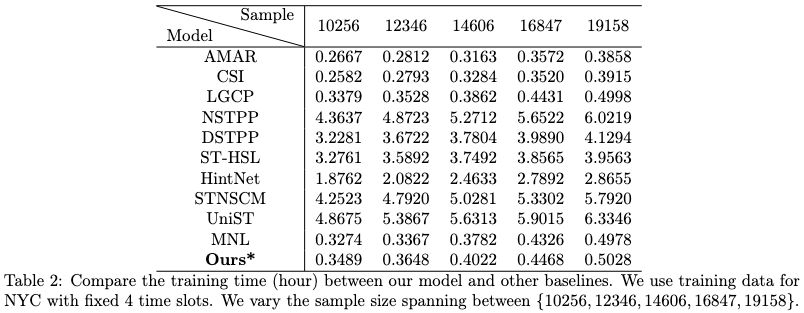 Sample
Model
10256 12346 14606 16847 19158
AMAR 0.2667 0.2812 0.3163 0.3572 0.3858
CSI 0.2582 0.2793 0.3284 0.3520 0.3915
LGCP 0.3379 0.3528 0.3862 0.4431 0.4998
NSTPP 4.3637 4.8723 5.2712 5.6522 6.0219
DSTPP 3.2281 3.6722 3.7804 3.9890 4.1294
ST-HSL 3.2761 3.5892 3.7492 3.8565 3.9563
HintNet 1.8762 2.0822 2.4633 2.7892 2.8655
STNSCM 4.2523 4.7920 5.0281 5.3302 5.7920
UniST 4.8675 5.3867 5.6313 5.9015 6.3346
MNL 0.3274 0.3367 0.3782 0.4326 0.4978
Ours* 0.3489 0.3648 0.4022 0.4468 0.5028
Table 2: Compare the training time (hour) between our model and other baselines. We use training data for
NYC with fixed 4 time slots. We vary the sample size spanning between {10256, 12346, 14606, 16847, 19158}.